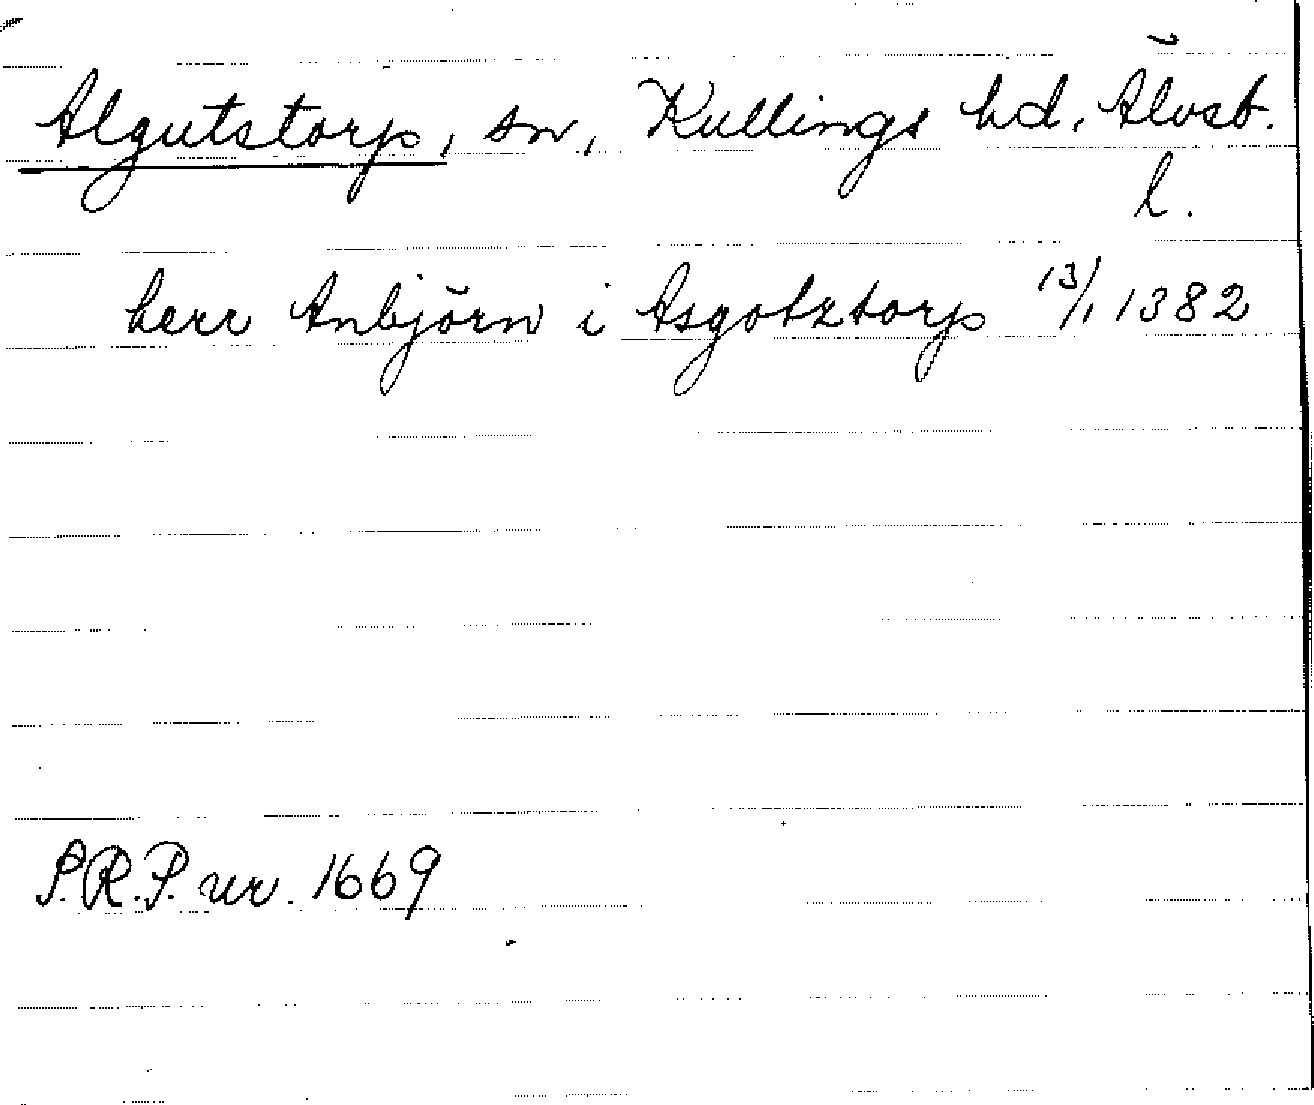 Algutstorp, sn, Kullings hd, Älvsb.
l.
herr Anbjörn i Asgotztorp 13/1 1382
S.R.P. nr. 1669